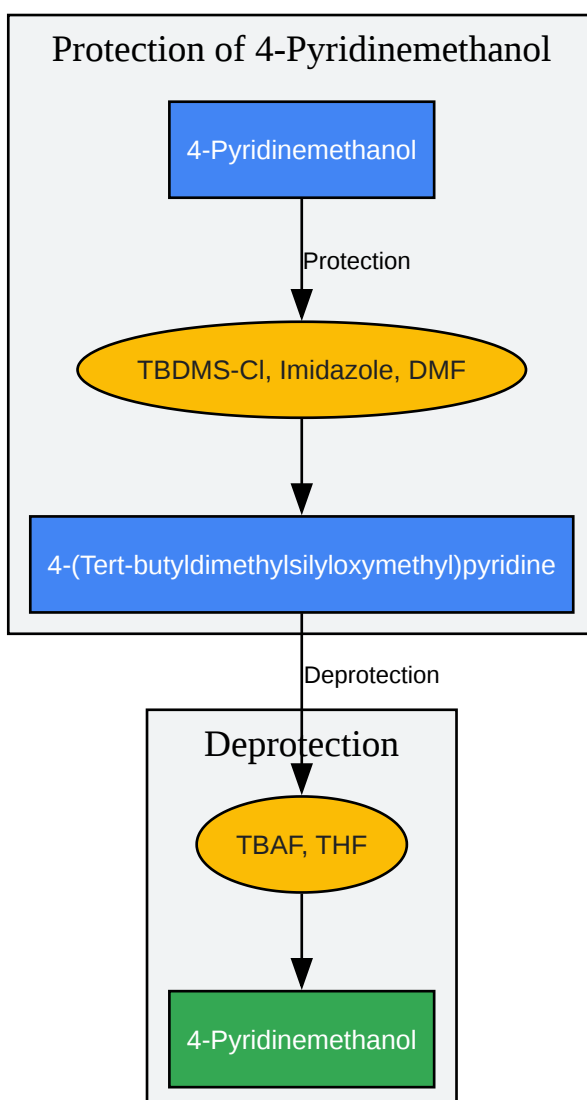 Protection of 4-Pyridinemethanol
4-Pyridinemethanol
Protection
TBDMS-Cl, Imidazole, DMF
4-(Tert-butyldimethylsilyloxymethyl)pyridine
Deprotection
Deprotection
TBAF, THF
4-Pyridinemethanol